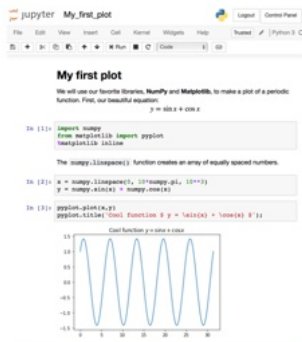 jupyter My_first_plot
Logout Control Panel
File Edit View Insert Cell Kernel Widgets Help
Trusted Python 3
Run Code
My first plot
We will use our favorite libraries, NumPy and Matplotlib, to make a plot of a periodic
function. First, our beautiful equation:
y = sin x + cos x
In [1]: import numpy
from matplotlib import pyplot
%matplotlib inline
The numpy.linspace() function creates an array of equally spaced numbers.
In [2]: x = numpy.linspace(0, 10*numpy.pi, 10**3)
y = numpy.sin(x) + numpy.cos(x)
In [3]: pyplot.plot(x,y)
pyplot.title('Cool function $ y = \sin(x) + \cos(x) $');
Cool function y = sinx + cosx
1.5
1.0
0.5
0.0
-0.5
-1.0
-1.5
0 5 10 15 20 25 30